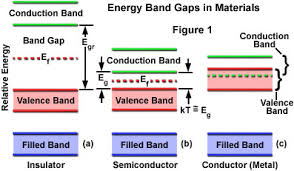 Energy Band Gaps in Materials
Figure 1
Conduction Band
Band Gap
Ef
Egr
Valence Band
Relative Energy
Filled Band
(a)
Insulator
Conduction Band
Eg
Ef
Valence Band
kT ≅ Eg
Filled Band
(b)
Semiconductor
Conduction Band
Valence Band
Filled Band
(c)
Conductor (Metal)